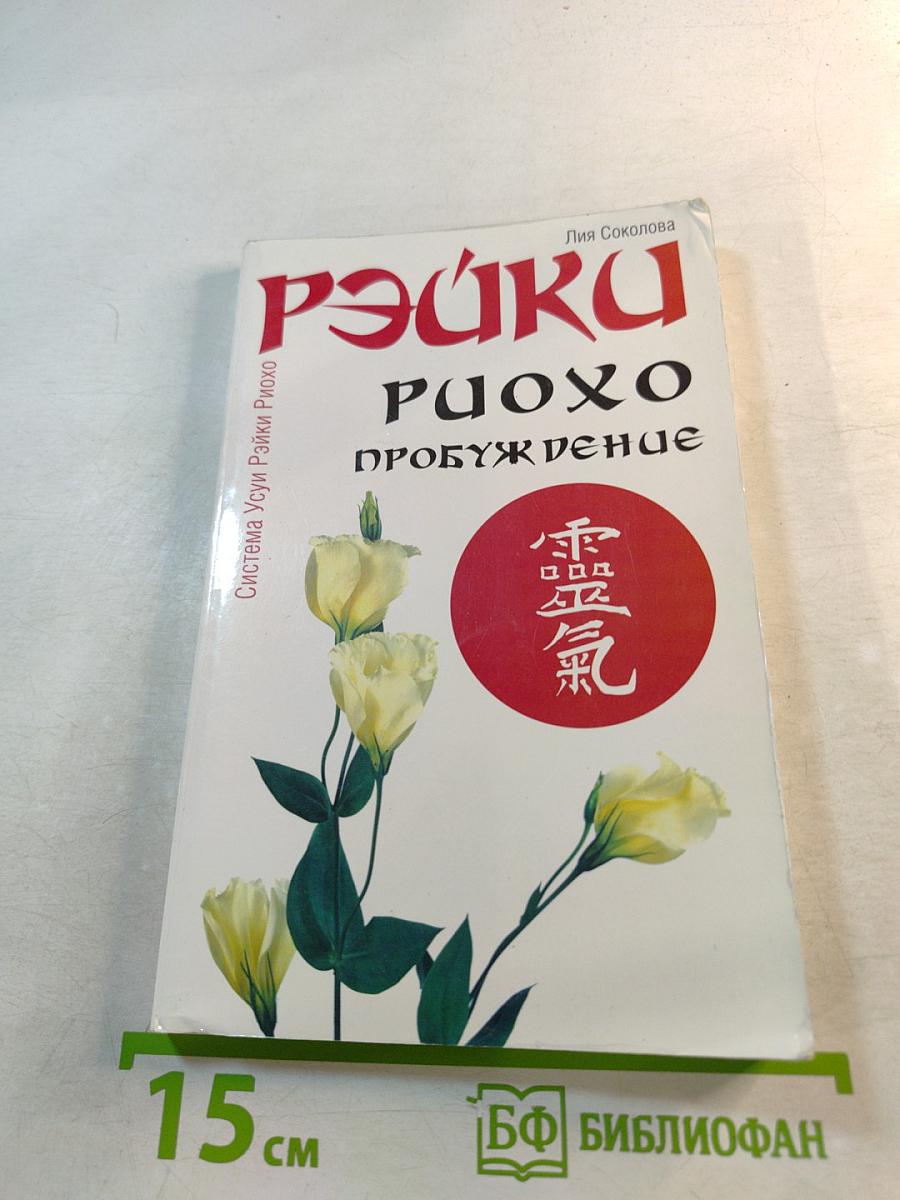 Лия Соколова
РЭЙКИ
РИОХО
ПРОБУЖДЕНИЕ
Система Усуи Рэйки Риохо
靈
氣
15 см
БФ БИБЛИОФАН